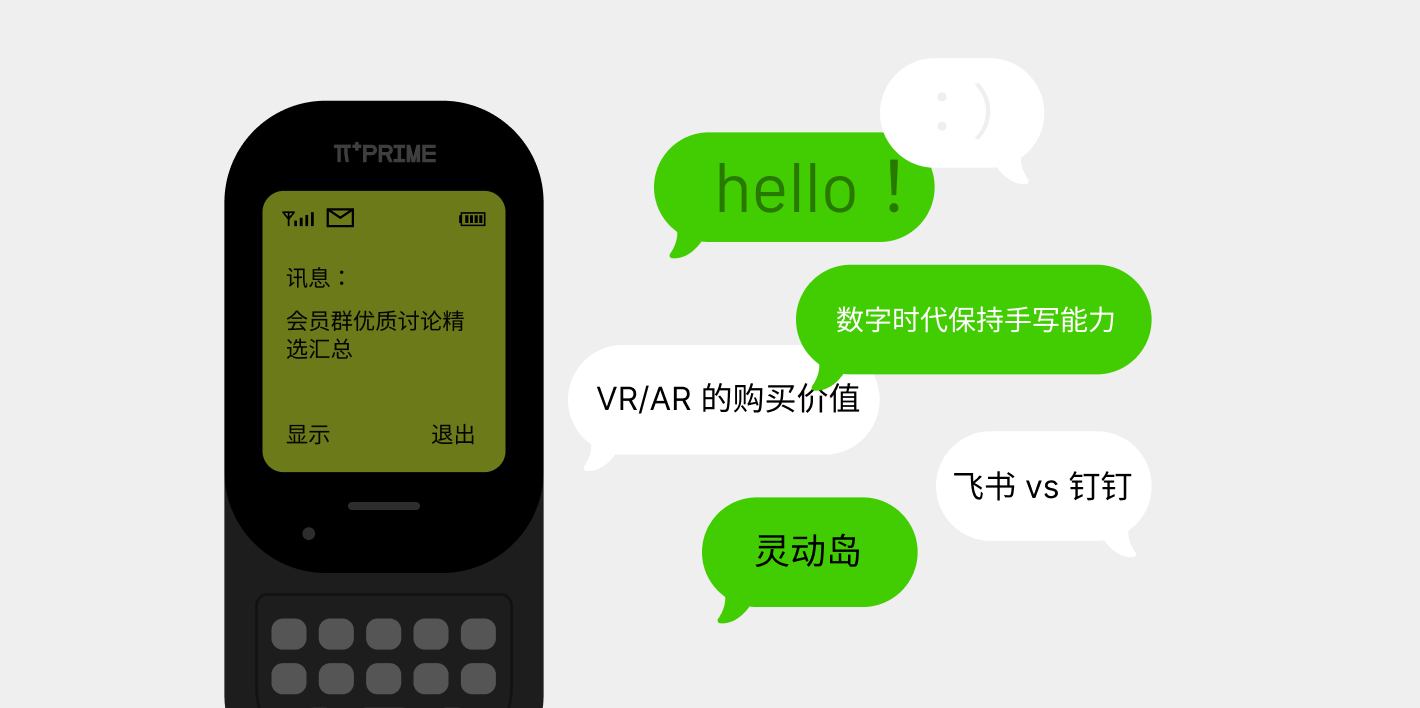 π+PRIME
讯息：
会员群优质讨论精
选汇总
显示
退出
:)
hello！
数字时代保持手写能力
VR/AR 的购买价值
飞书 vs 钉钉
灵动岛